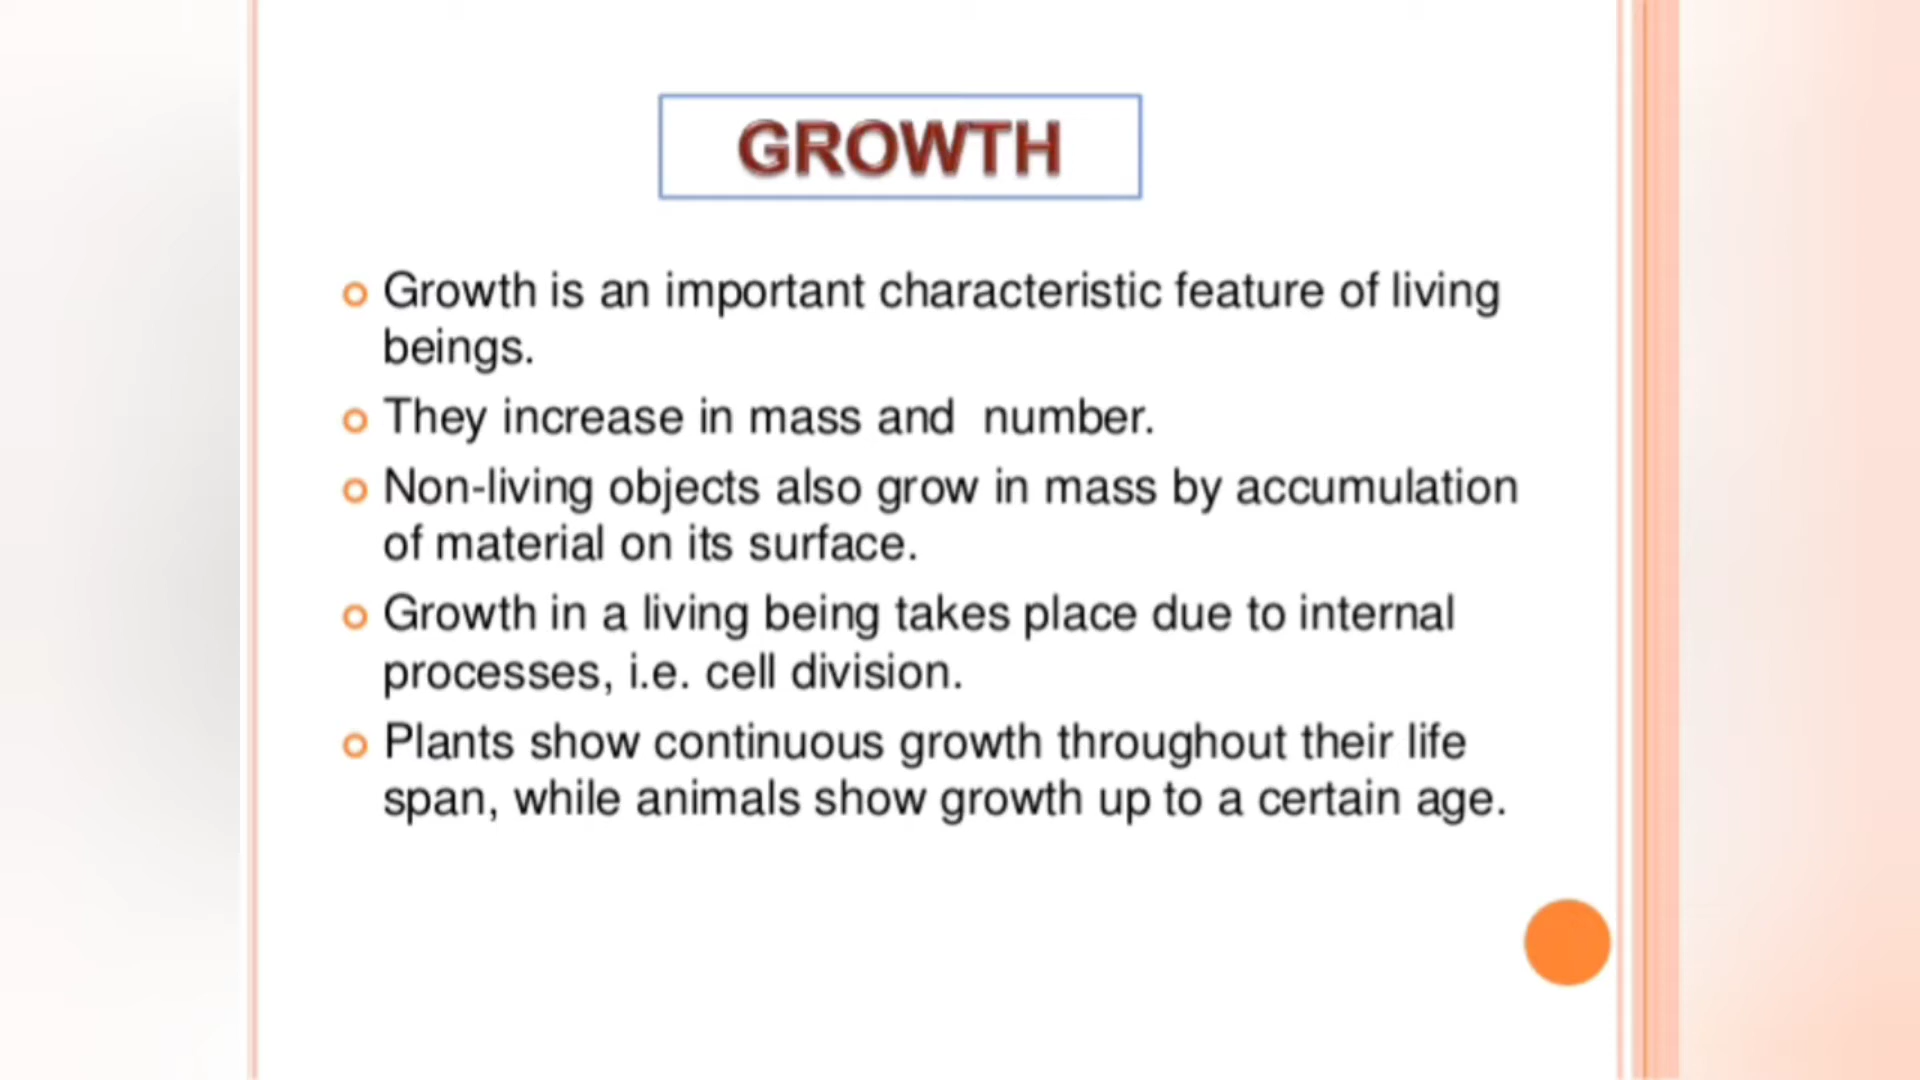 GROWTH
Growth is an important characteristic feature of living
beings.
They increase in mass and  number.
Non-living objects also grow in mass by accumulation
of material on its surface.
Growth in a living being takes place due to internal
processes, i.e. cell division.
Plants show continuous growth throughout their life
span, while animals show growth up to a certain age.